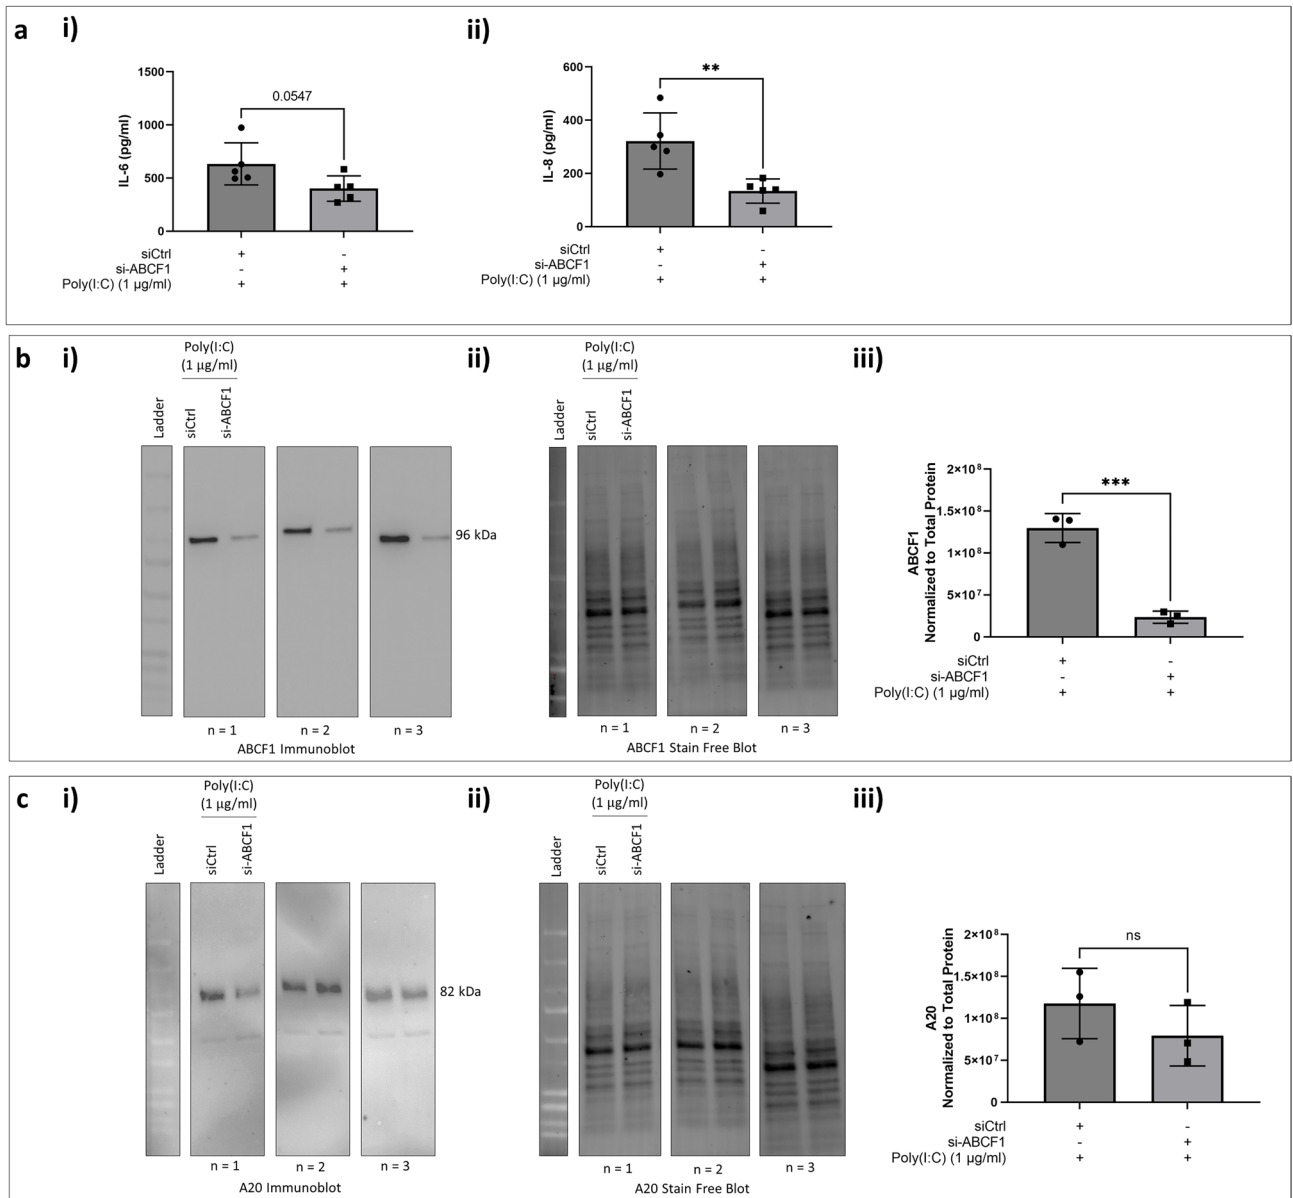 a
i)
1500
1000
500
0
IL-6 (pg/ml)
0.0547
siCtrl + -
si-ABCF1 - +
Poly(I:C) (1 µg/ml) + +
ii)
600
400
200
0
IL-8 (pg/ml)
**
siCtrl + -
si-ABCF1 - +
Poly(I:C) (1 µg/ml) + +
b
i)
Poly(I:C)
(1 µg/ml)
Ladder
siCtrl
si-ABCF1
96 kDa
n = 1 n = 2 n = 3
ABCF1 Immunoblot
ii)
Poly(I:C)
(1 µg/ml)
Ladder
siCtrl
si-ABCF1
n = 1 n = 2 n = 3
ABCF1 Stain Free Blot
iii)
ABCF1
Normalized to Total Protein
2×10⁸
1.5×10⁸
1×10⁸
5×10⁷
0
***
siCtrl + -
si-ABCF1 - +
Poly(I:C) (1 µg/ml) + +
c
i)
Poly(I:C)
(1 µg/ml)
Ladder
siCtrl
si-ABCF1
82 kDa
n = 1 n = 2 n = 3
A20 Immunoblot
ii)
Poly(I:C)
(1 µg/ml)
Ladder
siCtrl
si-ABCF1
n = 1 n = 2 n = 3
A20 Stain Free Blot
iii)
A20
Normalized to Total Protein
2×10⁸
1.5×10⁸
1×10⁸
5×10⁷
0
ns
siCtrl + -
si-ABCF1 - +
Poly(I:C) (1 µg/ml) + +